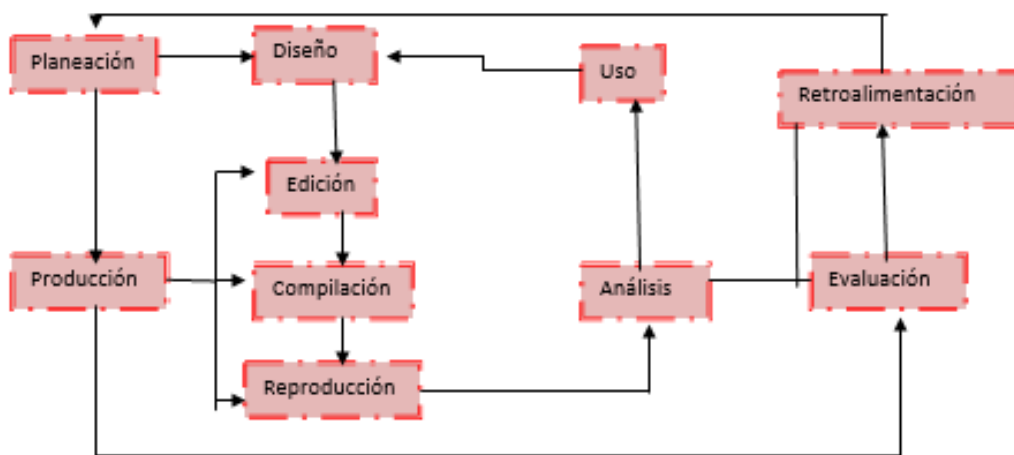 Planeación
Diseño
Uso
Retroalimentación
Edición
Producción
Compilación
Análisis
Evaluación
Reproducción